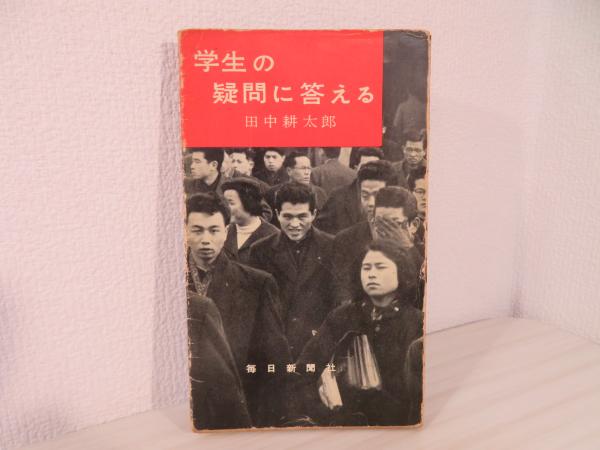 学生の
疑問に答える
田中耕太郎
毎日新聞社